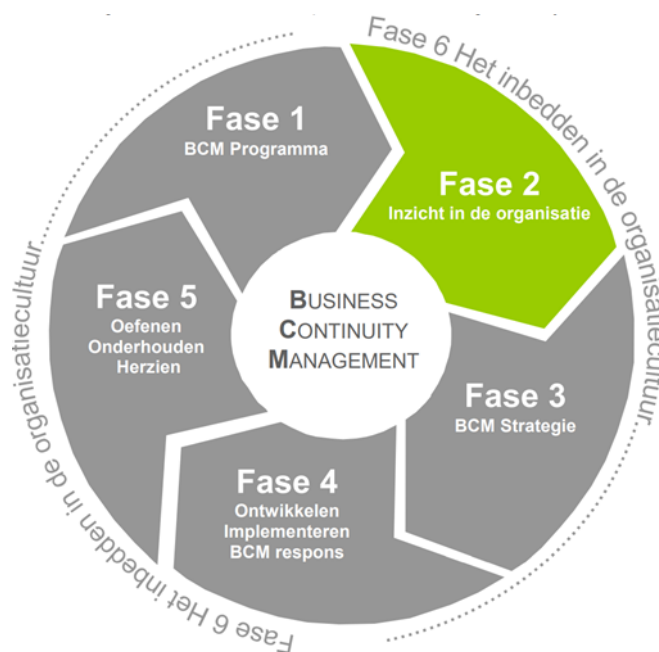 Fase 6 Het inbedden in de organisatiecultuur
Fase 1
BCM Programma
Fase 2
Inzicht in de organisatie
Fase 5
Oefenen
Onderhouden
Herzien
BUSINESS
CONTINUITY
MANAGEMENT
Fase 3
BCM Strategie
Fase 4
Ontwikkelen
Implementeren
BCM respons
Fase 6 Het inbedden in de organisatiecultuur